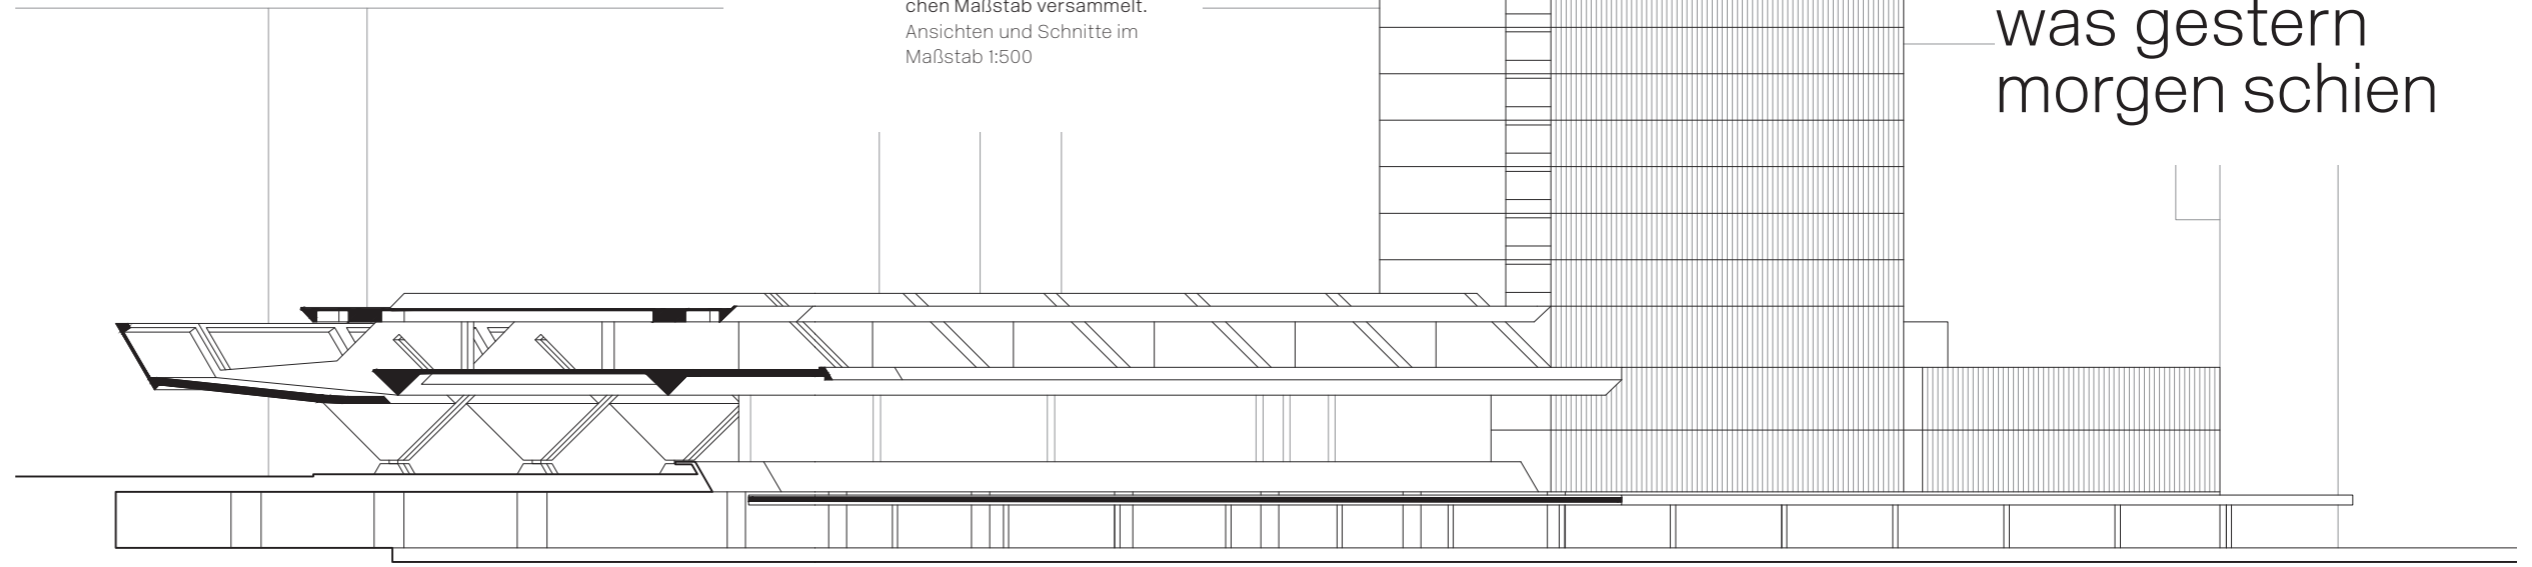 chen Maßstab versammelt.
Ansichten und Schnitte im
Maßstab 1:500
was gestern
morgen schien